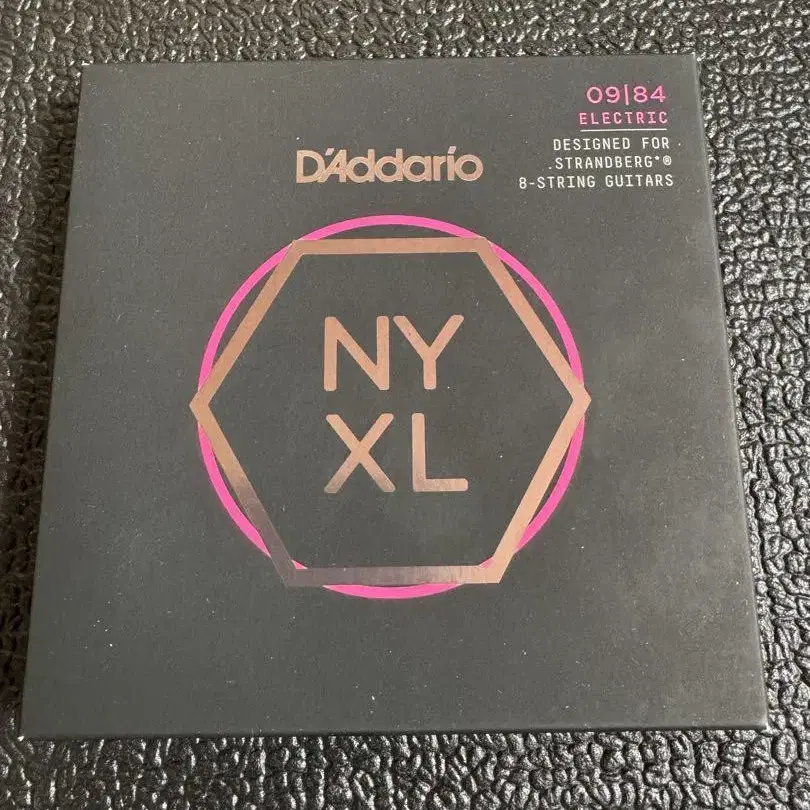 09|84
ELECTRIC
DESIGNED FOR
.STRANDBERG*®
8-STRING GUITARS
D'Addario
NY
XL